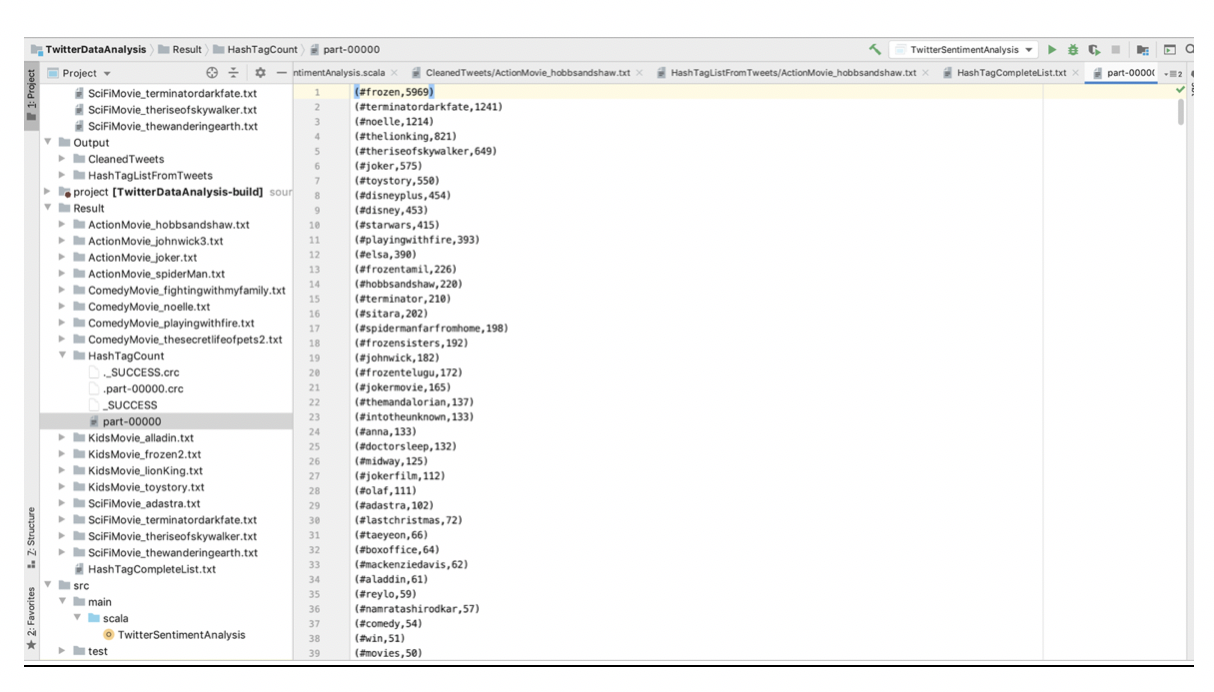 TwitterDataAnalysis Result HashTagCount part-00000 TwitterSentimentAnalysis
Project ntimentAnalysis.scala CleanedTweets/ActionMovie_hobbsandshaw.txt HashTagListFromTweets/ActionMovie_hobbsandshaw.txt HashTagCompleteList.txt part-0000
1: Project
SciFiMovie_terminatordarkfate.txt
SciFiMovie_theriseofskywalker.txt
SciFiMovie_thewanderingearth.txt
Output
CleanedTweets
HashTagListFromTweets
project [TwitterDataAnalysis-build] sour
Result
ActionMovie_hobbsandshaw.txt
ActionMovie_johnwick3.txt
ActionMovie_joker.txt
ActionMovie_spiderMan.txt
ComedyMovie_fightingwithmyfamily.txt
ComedyMovie_noelle.txt
ComedyMovie_playingwithfire.txt
ComedyMovie_thesecretlifeofpets2.txt
HashTagCount
._SUCCESS.crc
.part-00000.crc
_SUCCESS
part-00000
KidsMovie_alladin.txt
KidsMovie_frozen2.txt
KidsMovie_lionKing.txt
KidsMovie_toystory.txt
SciFiMovie_adastra.txt
SciFiMovie_terminatordarkfate.txt
SciFiMovie_theriseofskywalker.txt
SciFiMovie_thewanderingearth.txt
HashTagCompleteList.txt
src
main
scala
TwitterSentimentAnalysis
test
7: Structure
2: Favorites
1 (#frozen,5969)
2 (#terminatordarkfate,1241)
3 (#noelle,1214)
4 (#thelionking,821)
5 (#theriseofskywalker,649)
6 (#joker,575)
7 (#toystory,550)
8 (#disneyplus,454)
9 (#disney,453)
10 (#starwars,415)
11 (#playingwithfire,393)
12 (#elsa,390)
13 (#frozentamil,226)
14 (#hobbsandshaw,220)
15 (#terminator,210)
16 (#sitara,202)
17 (#spidermanfarfromhome,198)
18 (#frozensisters,192)
19 (#johnwick,182)
20 (#frozentelugu,172)
21 (#jokermovie,165)
22 (#themandalorian,137)
23 (#intotheunknown,133)
24 (#anna,133)
25 (#doctorsleep,132)
26 (#midway,125)
27 (#jokerfilm,112)
28 (#olaf,111)
29 (#adastra,102)
30 (#lastchristmas,72)
31 (#taeyeon,66)
32 (#boxoffice,64)
33 (#mackenziedavis,62)
34 (#aladdin,61)
35 (#reylo,59)
36 (#namratashirodkar,57)
37 (#comedy,54)
38 (#win,51)
39 (#movies,50)